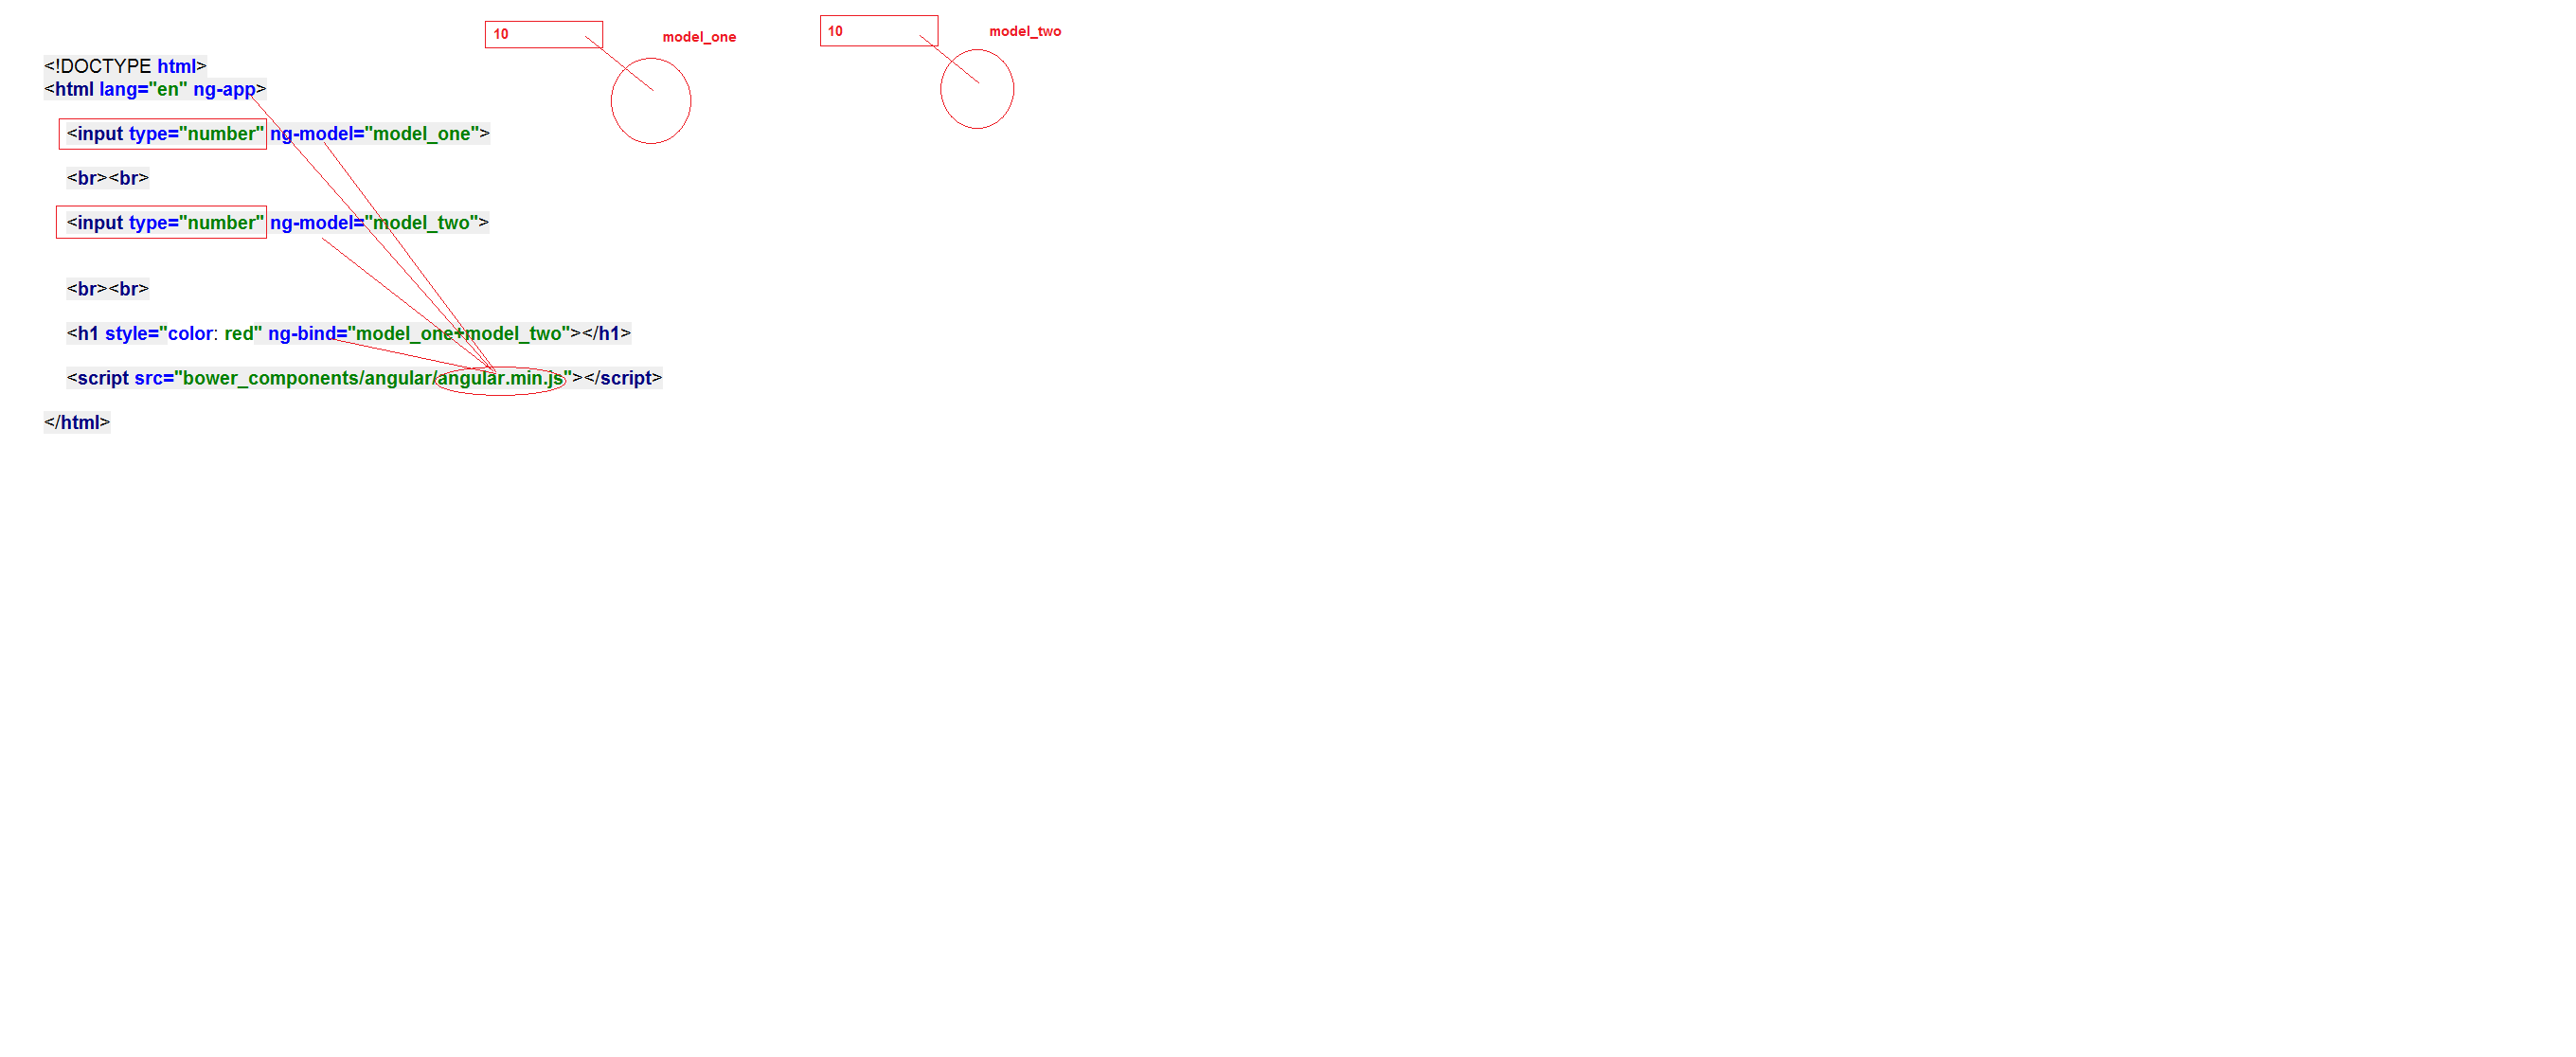 10 model_one 10 model_two
<!DOCTYPE html>
<html lang="en" ng-app>
<input type="number" ng-model="model_one">
<br><br>
<input type="number" ng-model="model_two">
<br><br>
<h1 style="color: red" ng-bind="model_one+model_two"></h1>
<script src="bower_components/angular/angular.min.js"></script>
</html>